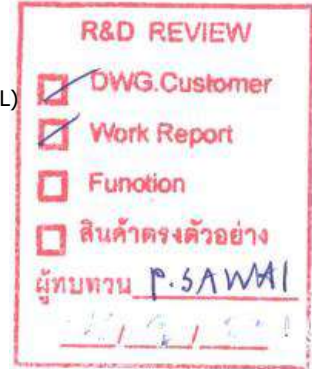 R&D REVIEW
L)
DWG.Customer
Work Report
Function
สินค้าตรงตัวอย่าง
ผู้ทบทวน P. SAWAI
/ /